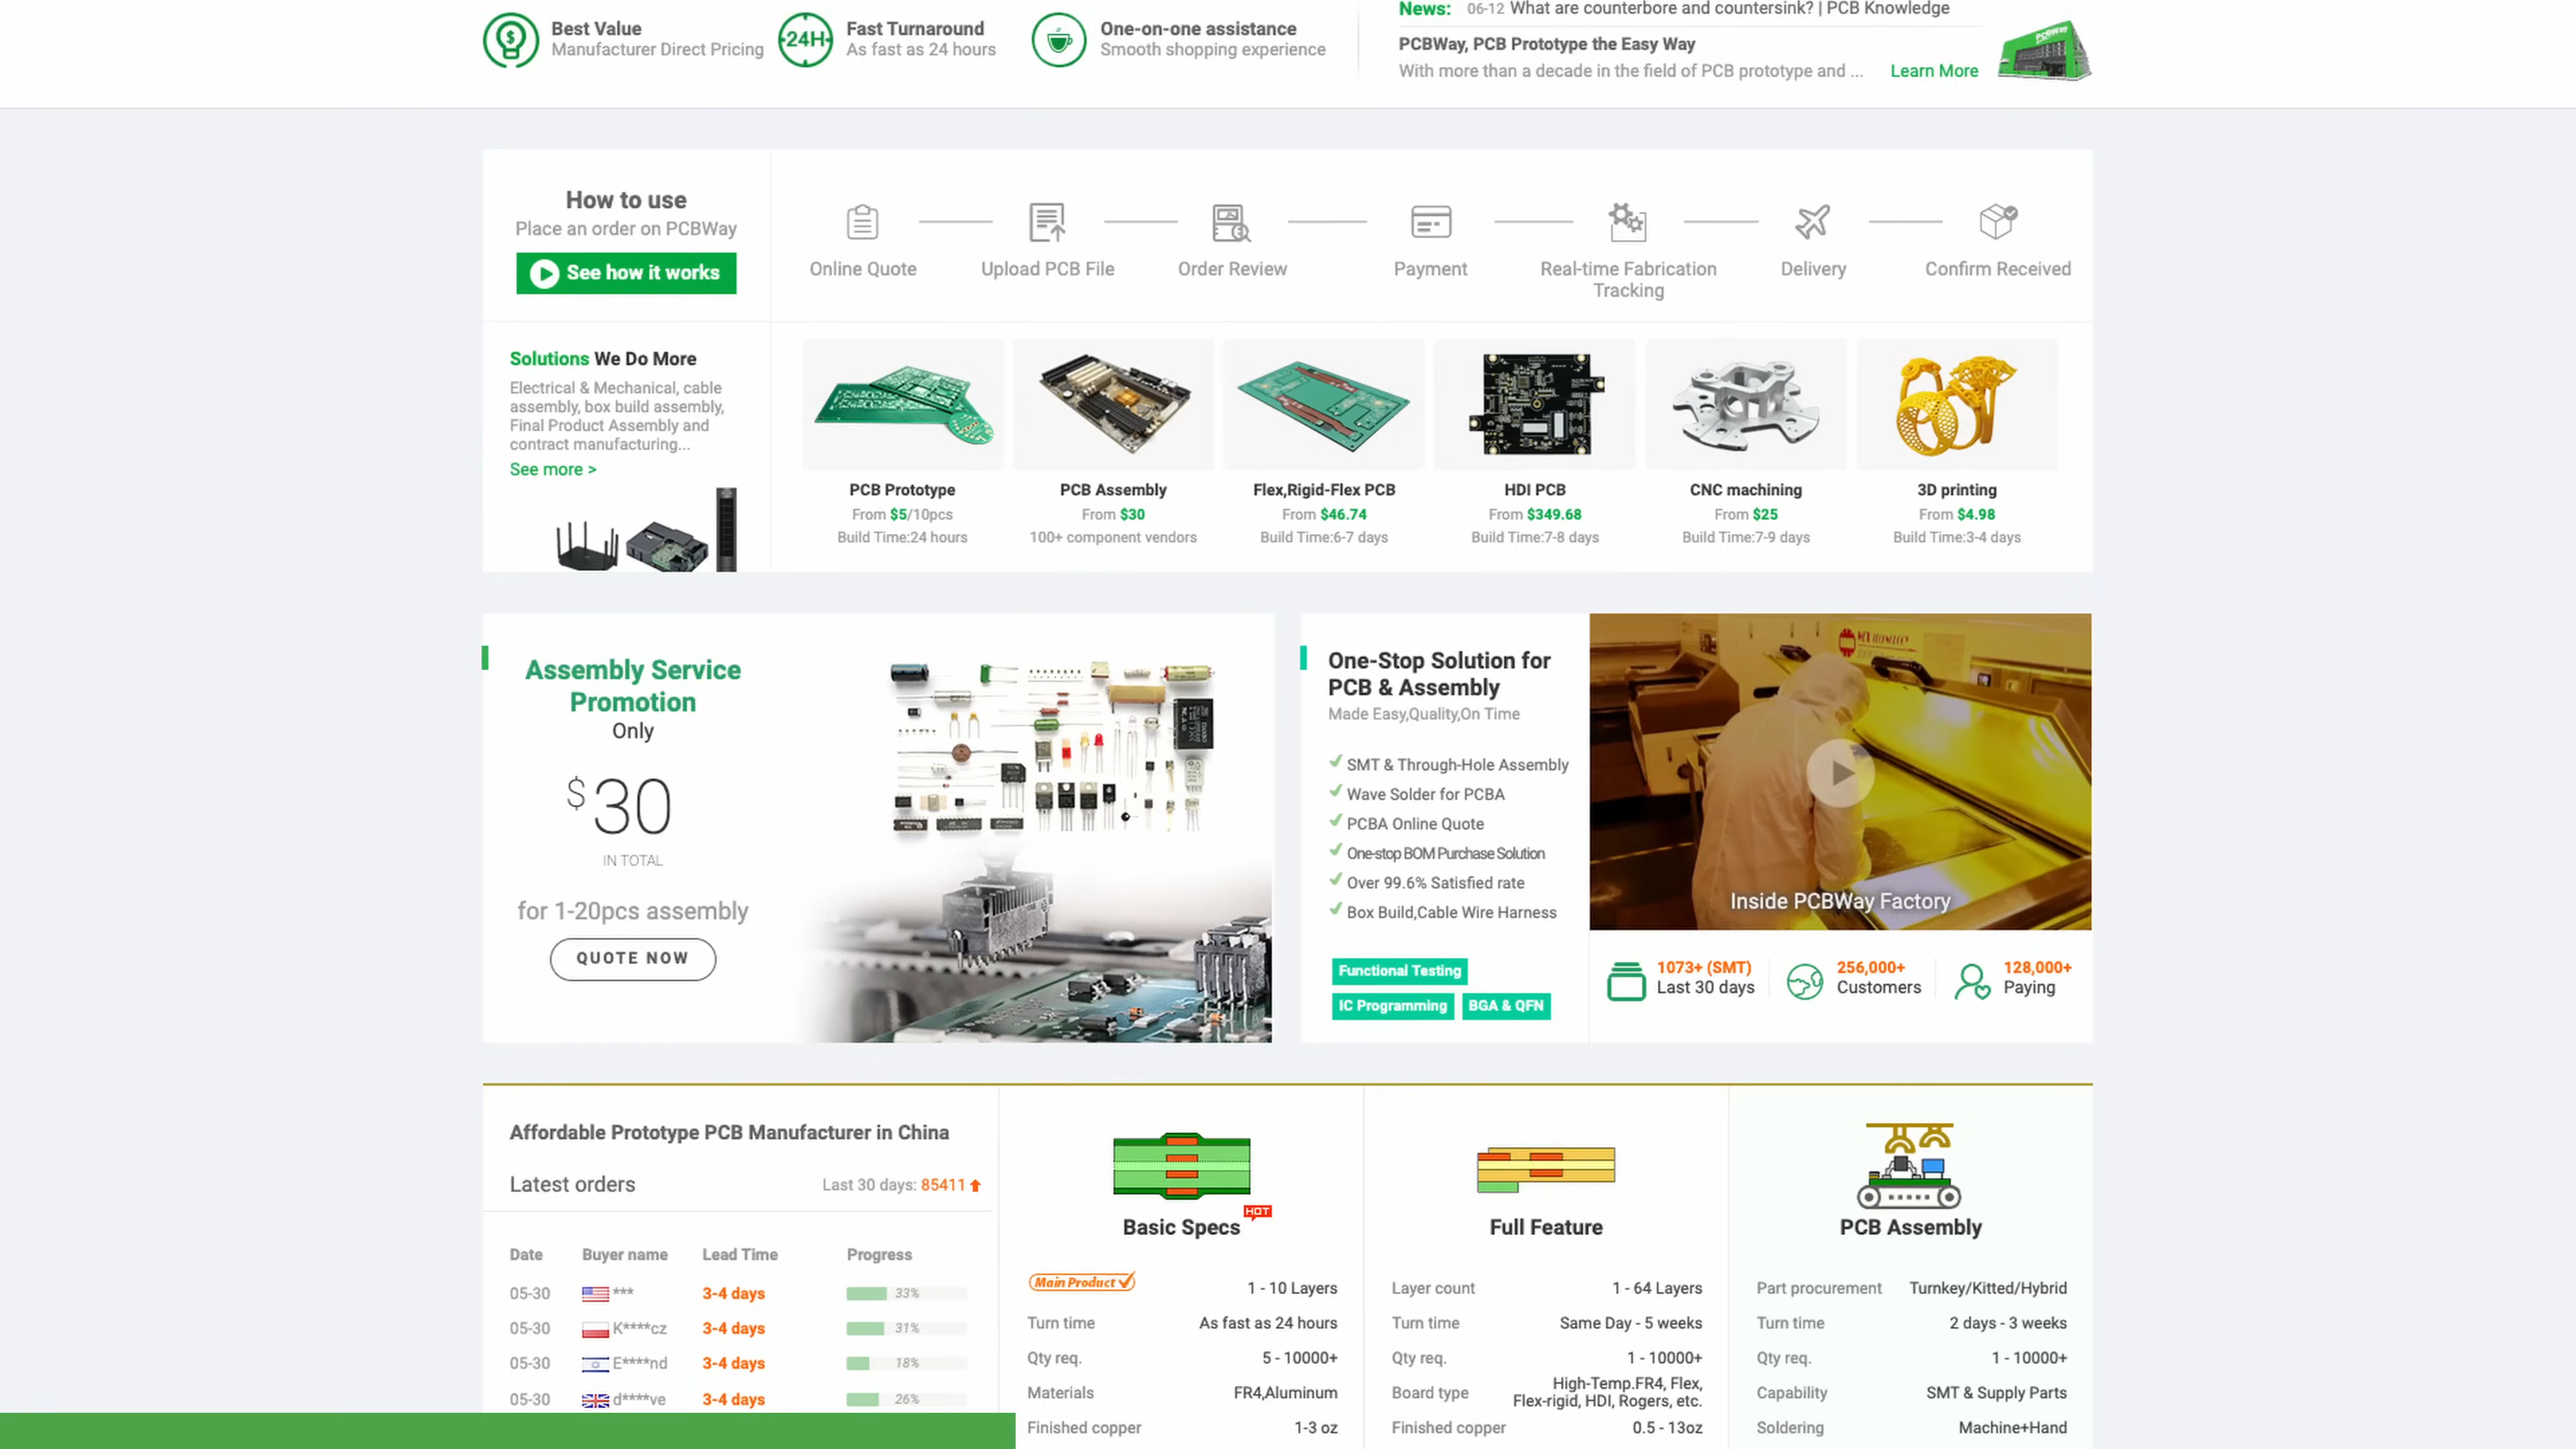 Best Value
Manufacturer Direct Pricing
24H
Fast Turnaround
As fast as 24 hours
One-on-one assistance
Smooth shopping experience
News: 06-12 What are counterbore and countersink? | PCB Knowledge
PCBWay, PCB Prototype the Easy Way
With more than a decade in the field of PCB prototype and ... Learn More
How to use
Place an order on PCBWay
See how it works
Online Quote
Upload PCB File
Order Review
Payment
Real-time Fabrication
Tracking
Delivery
Confirm Received
Solutions We Do More
Electrical & Mechanical, cable
assembly, box build assembly,
Final Product Assembly and
contract manufacturing...
See more >
PCB Prototype
From $5/10pcs
Build Time:24 hours
PCB Assembly
From $30
100+ component vendors
Flex,Rigid-Flex PCB
From $46.74
Build Time:6-7 days
HDI PCB
From $349.68
Build Time:7-8 days
CNC machining
From $25
Build Time:7-9 days
3D printing
From $4.98
Build Time:3-4 days
Assembly Service
Promotion
Only
$30
IN TOTAL
for 1-20pcs assembly
QUOTE NOW
One-Stop Solution for
PCB & Assembly
Made Easy,Quality,On Time
SMT & Through-Hole Assembly
Wave Solder for PCBA
PCBA Online Quote
One-stop BOM Purchase Solution
Over 99.6% Satisfied rate
Box Build,Cable Wire Harness
Functional Testing
IC Programming BGA & QFN
Inside PCBWay Factory
1073+ (SMT)
Last 30 days
256,000+
Customers
128,000+
Paying
Affordable Prototype PCB Manufacturer in China
Latest orders Last 30 days: 85411
Date Buyer name Lead Time Progress
05-30 *** 3-4 days 33%
05-30 K****cz 3-4 days 31%
05-30 E****nd 3-4 days 18%
05-30 d****ve 3-4 days 26%
HOT
Basic Specs
Main Product 1 - 10 Layers
Turn time As fast as 24 hours
Qty req. 5 - 10000+
Materials FR4,Aluminum
Finished copper 1-3 oz
Full Feature
Layer count 1 - 64 Layers
Turn time Same Day - 5 weeks
Qty req. 1 - 10000+
Board type High-Temp.FR4, Flex,
Flex-rigid, HDI, Rogers, etc.
Finished copper 0.5 - 13oz
PCB Assembly
Part procurement Turnkey/Kitted/Hybrid
Turn time 2 days - 3 weeks
Qty req. 1 - 10000+
Capability SMT & Supply Parts
Soldering Machine+Hand